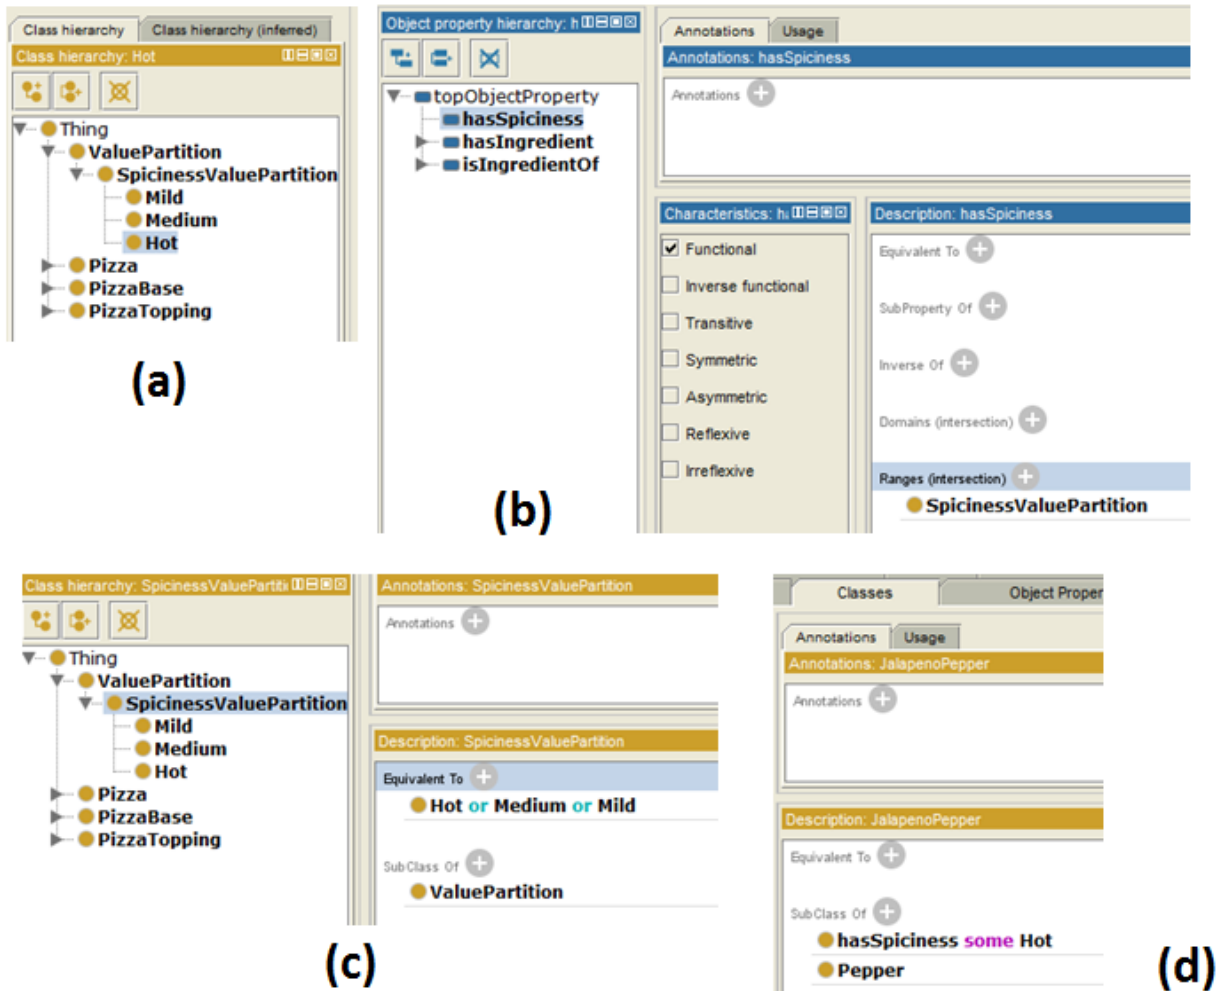 Class hierarchy
Class hierarchy (inferred)
Class hierarchy: Hot
Thing
ValuePartition
SpicinessValuePartition
Mild
Medium
Hot
Pizza
PizzaBase
PizzaTopping
(a)
Object property hierarchy: h
topObjectProperty
hasSpiciness
hasIngredient
isIngredientOf
Annotations
Usage
Annotations: hasSpiciness
Annotations
Characteristics: ha
Functional
Inverse functional
Transitive
Symmetric
Asymmetric
Reflexive
Irreflexive
Description: hasSpiciness
Equivalent To
SubProperty Of
Inverse Of
Domains (intersection)
Ranges (intersection)
SpicinessValuePartition
(b)
Class hierarchy: SpicinessValuePartiti
Thing
ValuePartition
SpicinessValuePartition
Mild
Medium
Hot
Pizza
PizzaBase
PizzaTopping
Annotations: SpicinessValuePartition
Annotations
Description: SpicinessValuePartition
Equivalent To
Hot or Medium or Mild
SubClass Of
ValuePartition
(c)
Classes
Object Proper
Annotations
Usage
Annotations: JalapenoPepper
Annotations
Description: JalapenoPepper
Equivalent To
SubClass Of
hasSpiciness some Hot
Pepper
(d)